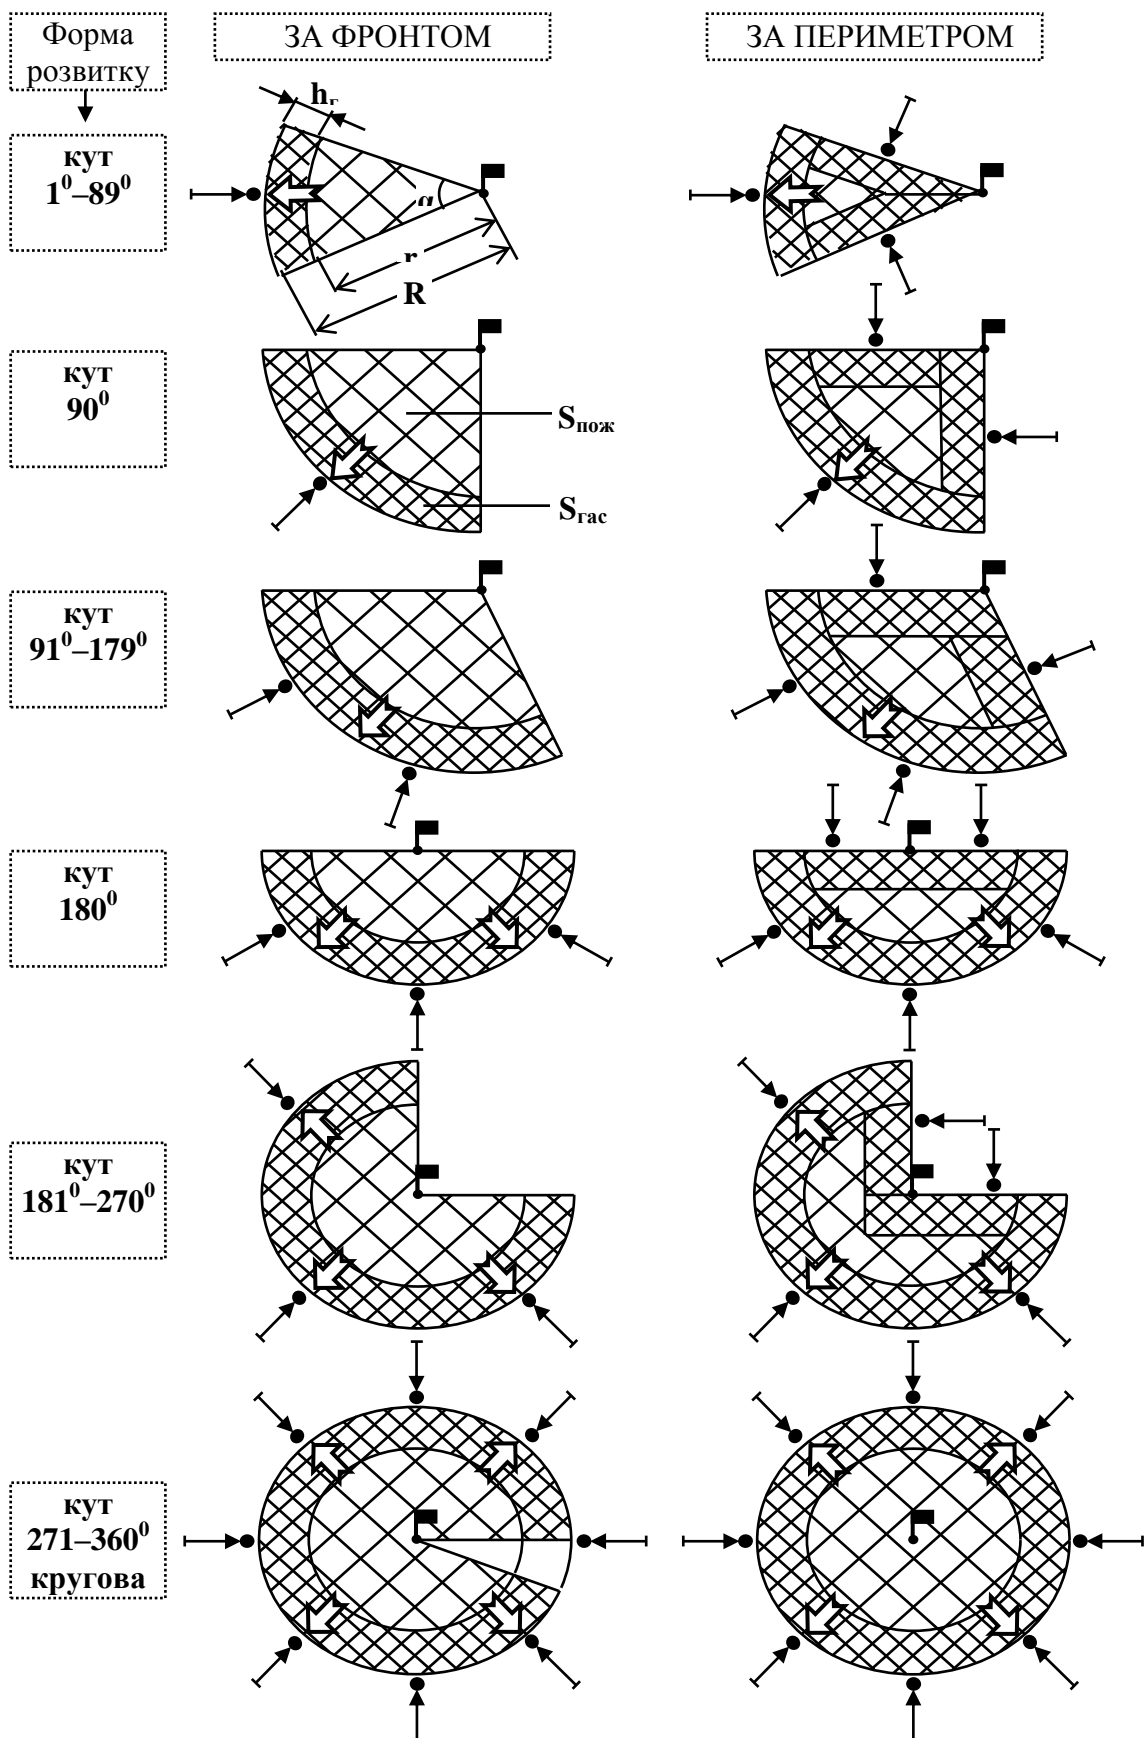 Форма
розвитку
ЗА ФРОНТОМ
ЗА ПЕРИМЕТРОМ
hг
кут
1⁰–89⁰
α
r
R
кут
90⁰
Sпож
Sгас
кут
91⁰–179⁰
кут
180⁰
кут
181⁰–270⁰
кут
271–360⁰
кругова